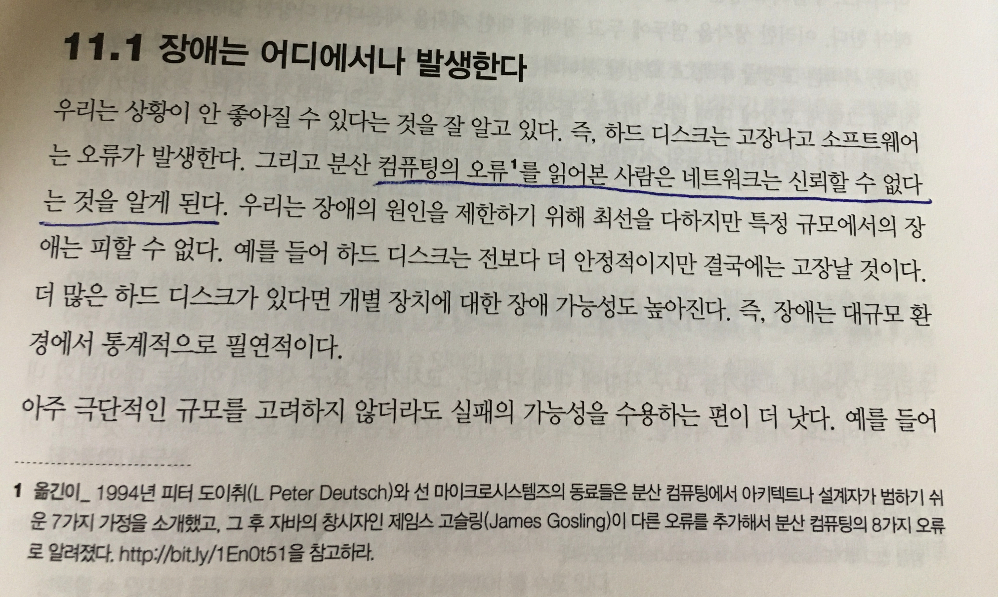 11.1 장애는 어디에서나 발생한다
우리는 상황이 안 좋아질 수 있다는 것을 잘 알고 있다. 즉, 하드 디스크는 고장나고 소프트웨어
는 오류가 발생한다. 그리고 분산 컴퓨팅의 오류1를 읽어본 사람은 네트워크는 신뢰할 수 없다
는 것을 알게 된다. 우리는 장애의 원인을 제한하기 위해 최선을 다하지만 특정 규모에서의 장
애는 피할 수 없다. 예를 들어 하드 디스크는 전보다 더 안정적이지만 결국에는 고장날 것이다.
더 많은 하드 디스크가 있다면 개별 장치에 대한 장애 가능성도 높아진다. 즉, 장애는 대규모 환
경에서 통계적으로 필연적이다.
아주 극단적인 규모를 고려하지 않더라도 실패의 가능성을 수용하는 편이 더 낫다. 예를 들어
1 옮긴이_ 1994년 피터 도이취(L Peter Deutsch)와 선 마이크로시스템즈의 동료들은 분산 컴퓨팅에서 아키텍트나 설계자가 범하기 쉬
운 7가지 가정을 소개했고, 그 후 자바의 창시자인 제임스 고슬링(James Gosling)이 다른 오류를 추가해서 분산 컴퓨팅의 8가지 오류
로 알려졌다. http://bit.ly/1En0t51을 참고하라.